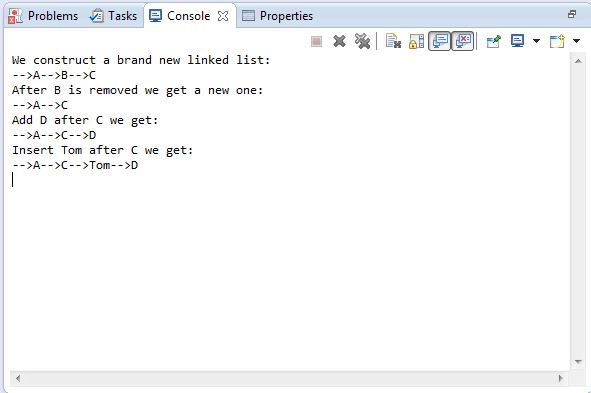 Problems Tasks Console Properties
We construct a brand new linked list:
-->A-->B-->C
After B is removed we get a new one:
-->A-->C
Add D after C we get:
-->A-->C-->D
Insert Tom after C we get:
-->A-->C-->Tom-->D